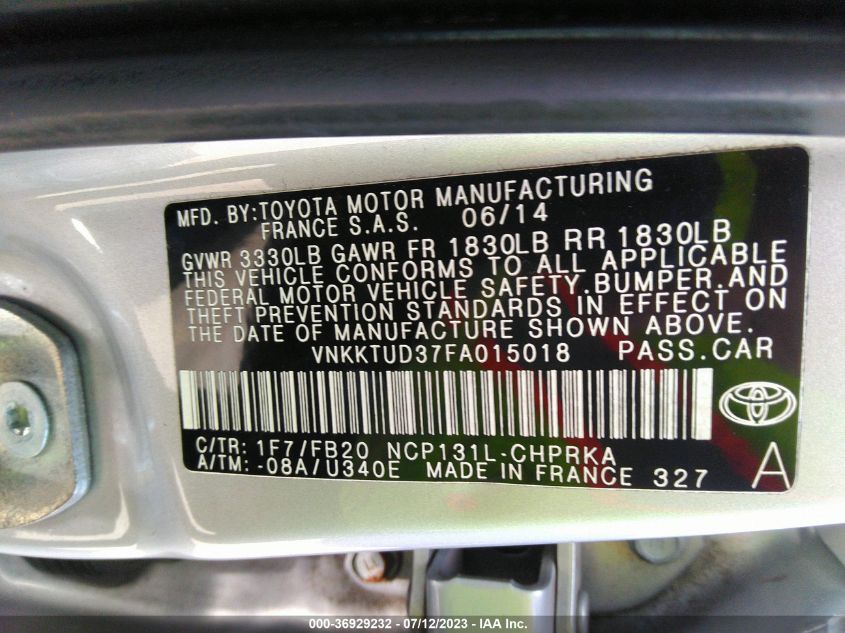 MFD. BY:TOYOTA MOTOR MANUFACTURING
FRANCE S.A.S. 06/14
GVWR 3330LB GAWR FR 1830LB RR 1830LB
THIS VEHICLE CONFORMS TO ALL APPLICABLE
FEDERAL MOTOR VEHICLE SAFETY,BUMPER,AND
THEFT PREVENTION STANDARDS IN EFFECT ON
THE DATE OF MANUFACTURE SHOWN ABOVE.
VNKKTUD37FA015018 PASS.CAR
C/TR: 1F7/FB20 NCP131L-CHPRKA
A/TM: -08A/U340E MADE IN FRANCE 327
A
000-36929232 - 07/12/2023 - IAA Inc.